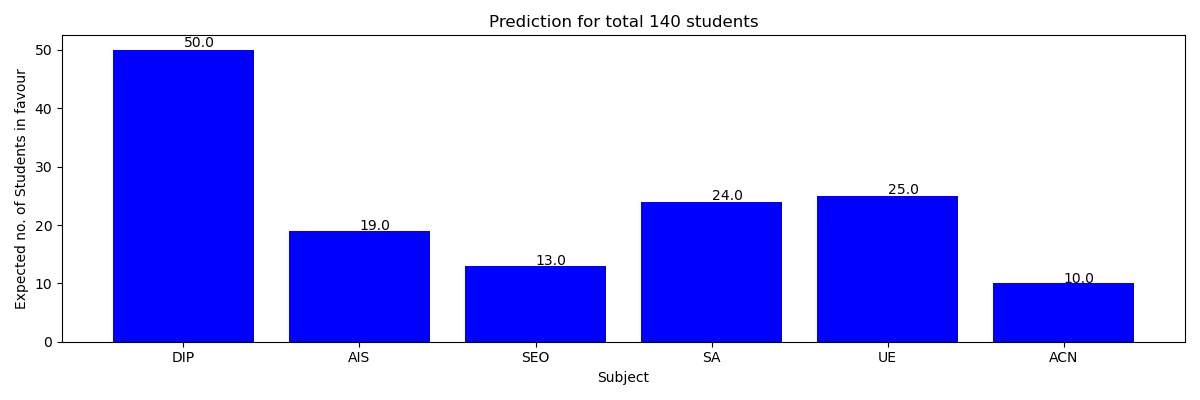 Prediction for total 140 students
Expected no. of Students in favour
50
40
30
20
10
0
50.0
19.0
13.0
24.0
25.0
10.0
DIP
AIS
SEO
SA
UE
ACN
Subject